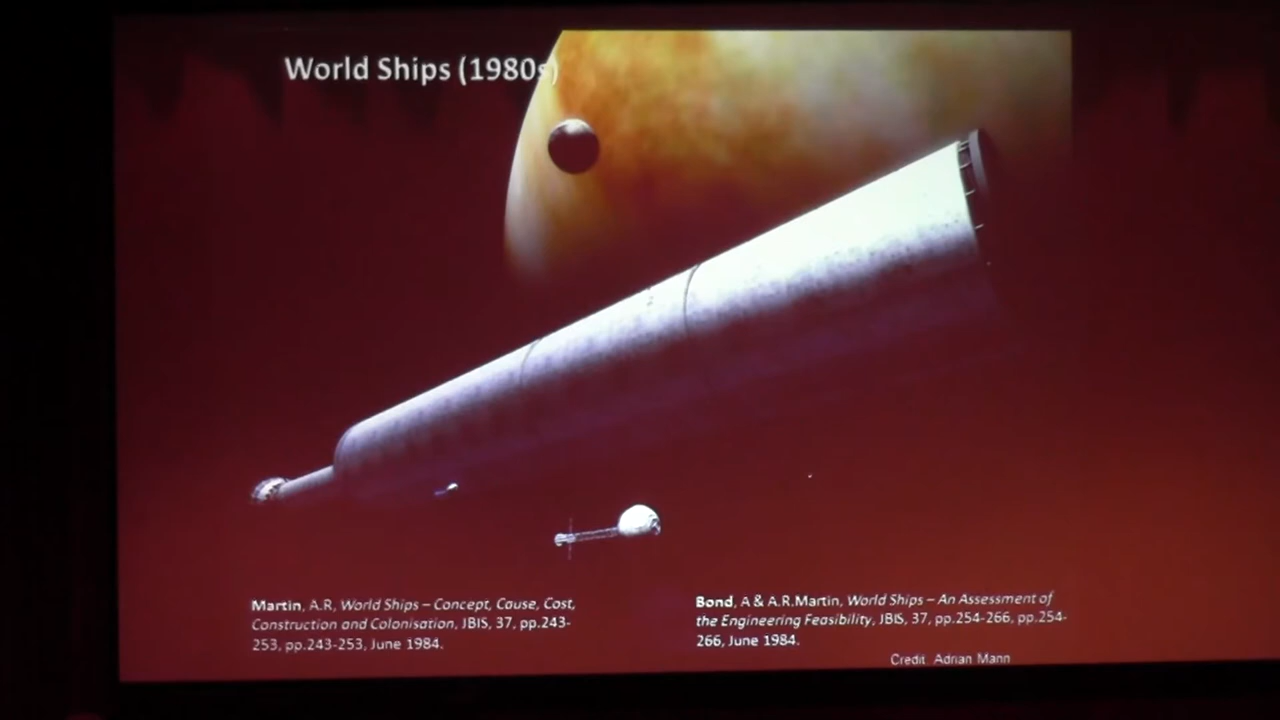 World Ships (1980s)
Martin, A.R, World Ships – Concept, Cause, Cost,
Construction and Colonisation, JBIS, 37, pp.243-
253, pp.243-253, June 1984.
Bond, A & A.R.Martin, World Ships – An Assessment of
the Engineering Feasibility, JBIS, 37, pp.254-266, pp.254-
266, June 1984.
Credit Adrian Mann